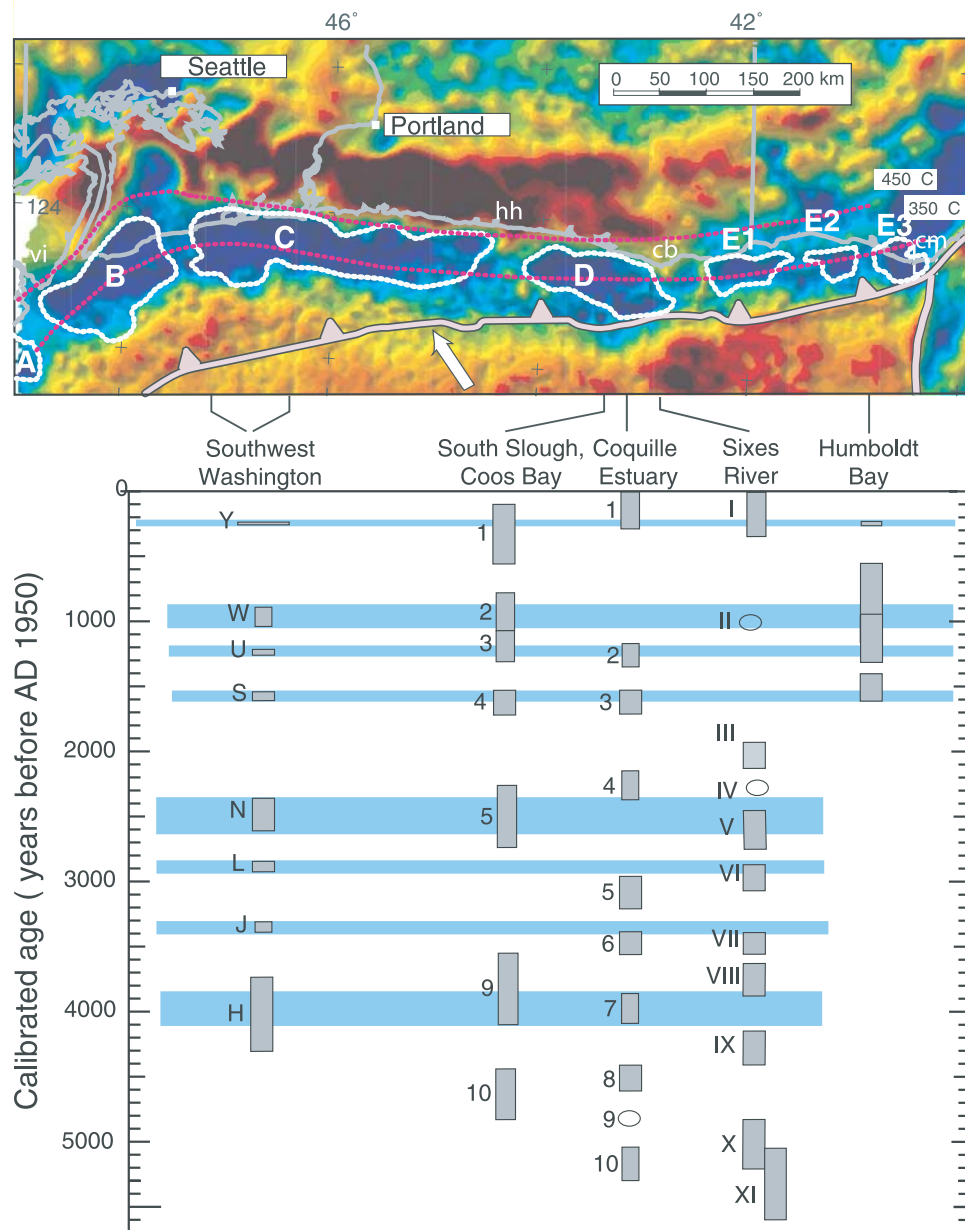 46°
42°
Seattle
0 50 100 150 200 km
Portland
450 C
124
350 C
hh
E2
E3
C
E1
cm
vi
cb
B
D
A
Southwest
Washington
South Slough,
Coos Bay
Coquille
Estuary
Sixes
River
Humboldt
Bay
Calibrated age ( years before AD 1950)
0
1000
2000
3000
4000
5000
Y
W
U
S
N
L
J
H
1
2
3
4
5
9
10
1
2
3
4
5
6
7
8
9
10
I
II
III
IV
V
VI
VII
VIII
IX
X
XI